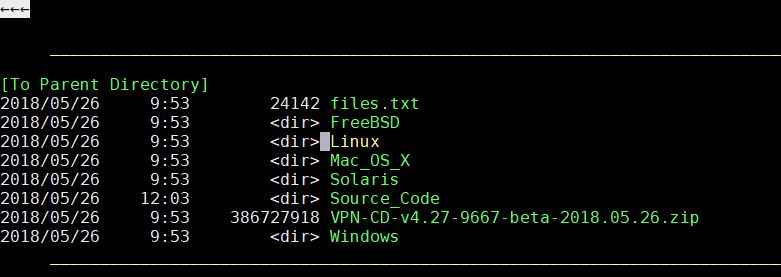 ←←←
[To Parent Directory]
2018/05/26     9:53        24142 files.txt
2018/05/26     9:53        <dir> FreeBSD
2018/05/26     9:53        <dir> Linux
2018/05/26     9:53        <dir> Mac_OS_X
2018/05/26     9:53        <dir> Solaris
2018/05/26    12:03        <dir> Source_Code
2018/05/26     9:53    386727918 VPN-CD-v4.27-9667-beta-2018.05.26.zip
2018/05/26     9:53        <dir> Windows